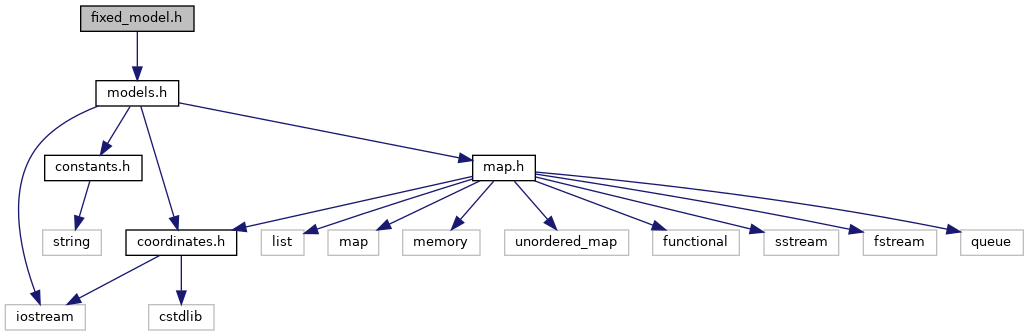 fixed_model.h
models.h
constants.h
map.h
string
coordinates.h
list
map
memory
unordered_map
functional
sstream
fstream
queue
iostream
cstdlib